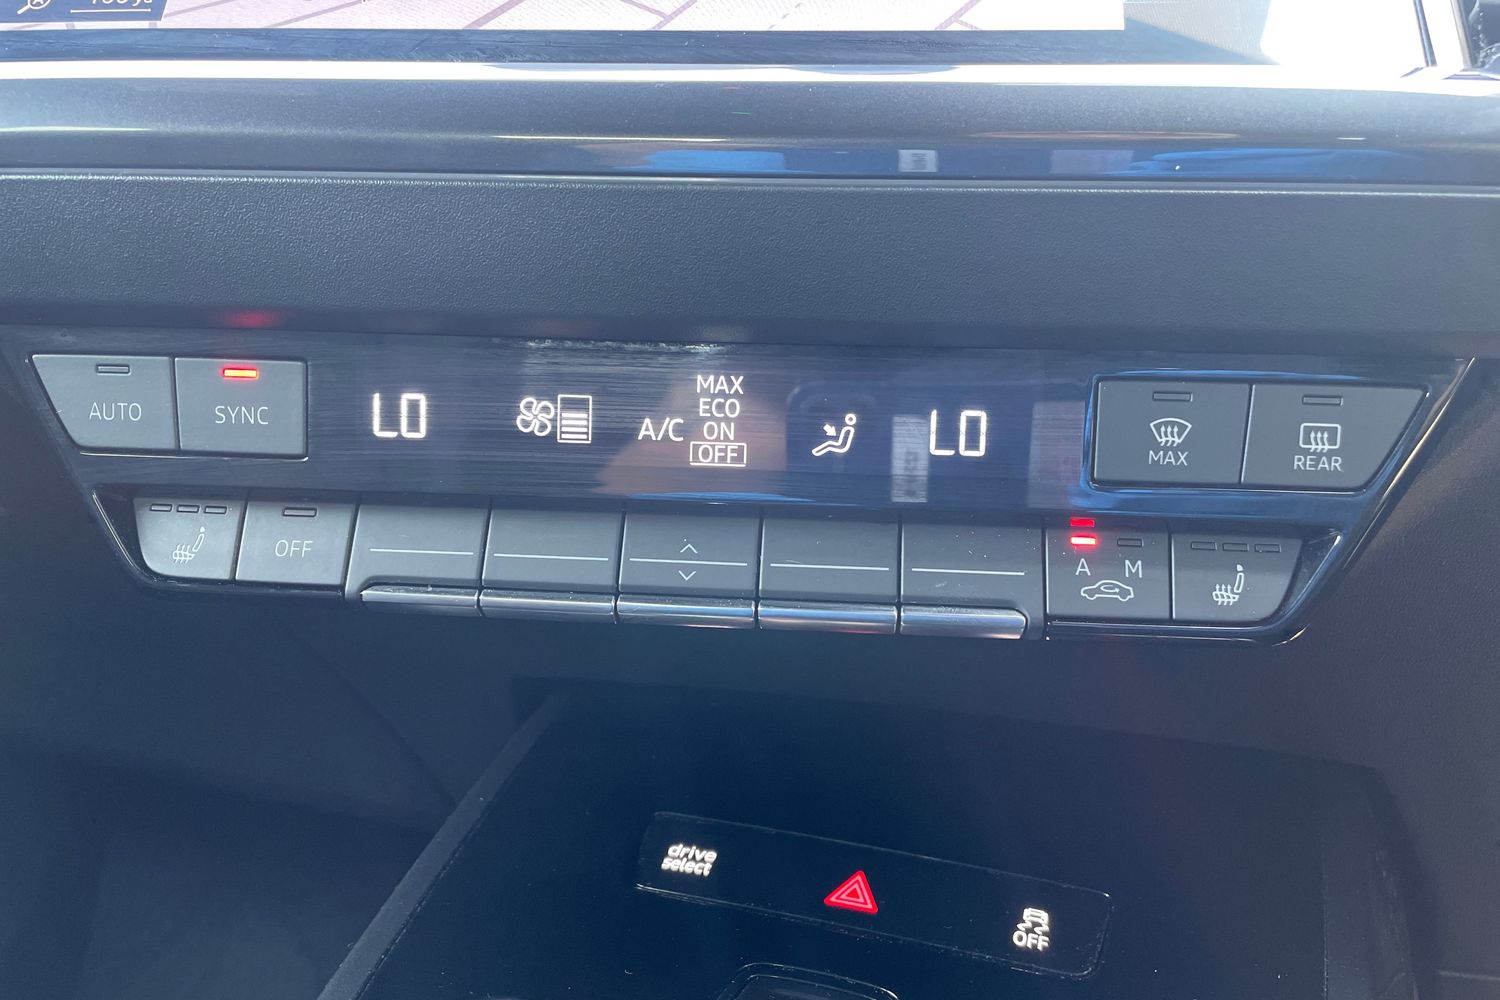 AUTO
SYNC
LO
A/C
MAX
ECO
ON
OFF
LO
MAX
REAR
OFF
A M
drive
select
OFF